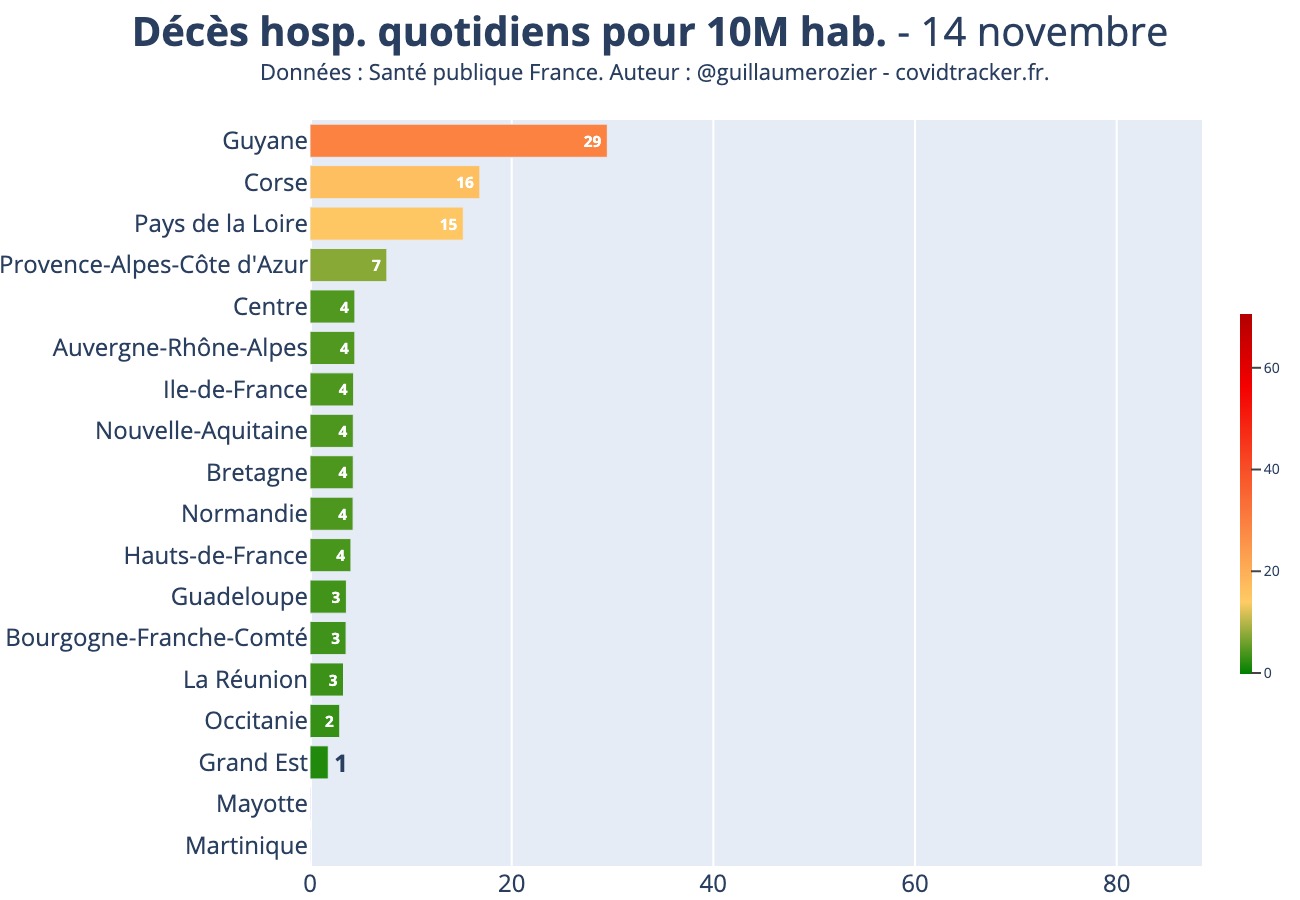 Décès hosp. quotidiens pour 10M hab. - 14 novembre
Données : Santé publique France. Auteur : @guillaumerozier - covidtracker.fr.
Guyane 29
Corse 16
Pays de la Loire 15
Provence-Alpes-Côte d'Azur 7
Centre 4
Auvergne-Rhône-Alpes 4
Ile-de-France 4
Nouvelle-Aquitaine 4
Bretagne 4
Normandie 4
Hauts-de-France 4
Guadeloupe 3
Bourgogne-Franche-Comté 3
La Réunion 3
Occitanie 2
Grand Est 1
Mayotte
Martinique
0 20 40 60 80
60
40
20
0